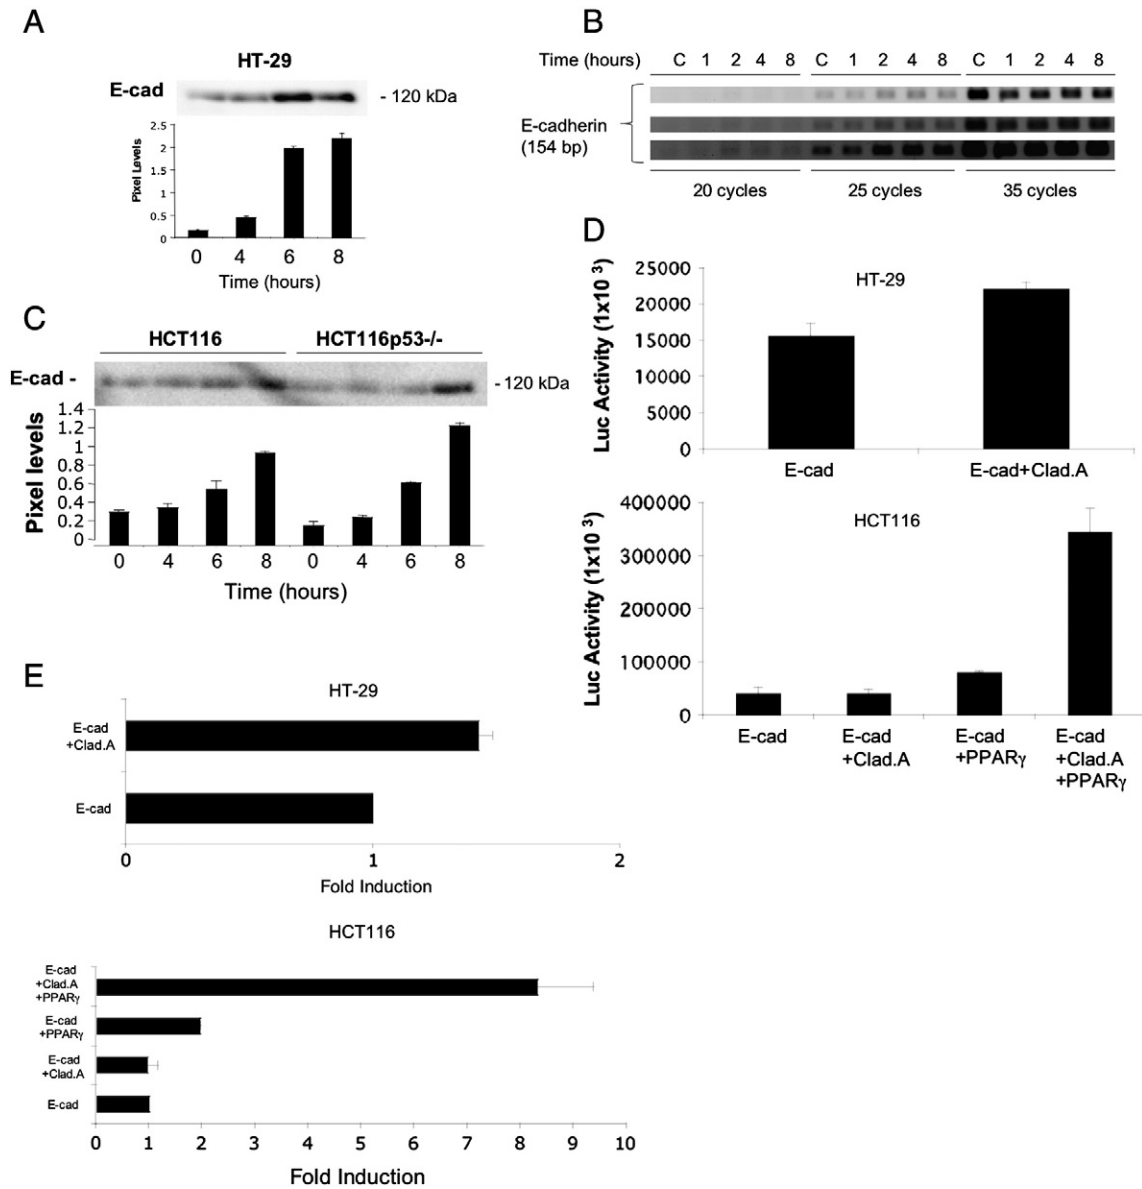 A
HT-29
E-cad
- 120 kDa
2.5
2
1.5
1
0.5
0
Pixel Levels
0 4 6 8
Time (hours)
B
Time (hours) C 1 2 4 8 C 1 2 4 8 C 1 2 4 8
E-cadherin
(154 bp)
20 cycles 25 cycles 35 cycles
C
HCT116 HCT116p53-/-
E-cad -
- 120 kDa
1.4
1.2
1
0.8
0.6
0.4
0.2
0
Pixel levels
0 4 6 8 0 4 6 8
Time (hours)
D
HT-29
25000
20000
15000
10000
5000
0
Luc Activity (1x10 3)
E-cad E-cad+Clad.A
HCT116
400000
300000
200000
100000
0
Luc Activity (1x10 3)
E-cad
E-cad
+Clad.A
E-cad
+PPARγ
E-cad
+Clad.A
+PPARγ
E
HT-29
E-cad
+Clad.A
E-cad
0 1 2
Fold Induction
HCT116
E-cad
+Clad.A
+PPARγ
E-cad
+PPARγ
E-cad
+Clad.A
E-cad
0 1 2 3 4 5 6 7 8 9 10
Fold Induction